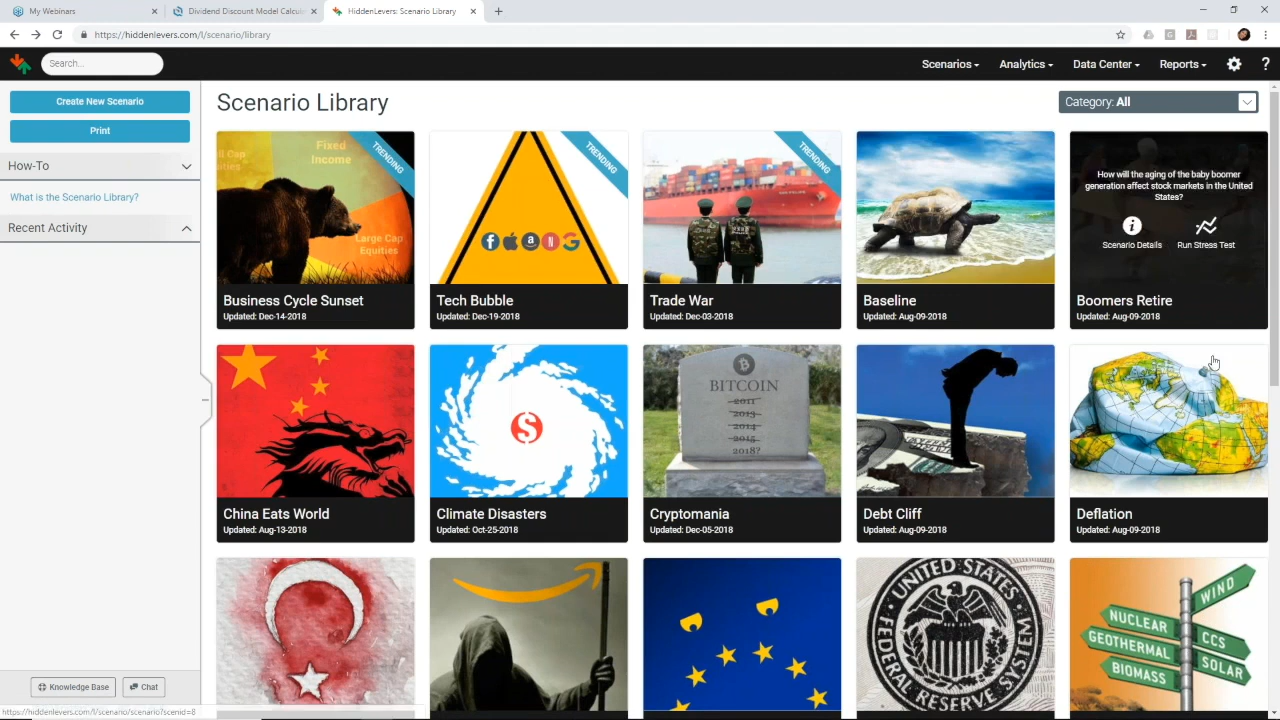 My Webinars
Dividend Discount Model Calcul
HiddenLevers: Scenario Library
https://hiddenlevers.com/l/scenario/library
Search...
Scenarios
Analytics
Data Center
Reports
?
Create New Scenario
Print
How-To
What is the Scenario Library?
Recent Activity
Scenario Library
Category: All
Fixed
Income
Large Cap
Equities
TRENDING
Business Cycle Sunset
Updated: Dec-14-2018
TRENDING
Tech Bubble
Updated: Dec-19-2018
TRENDING
Trade War
Updated: Dec-03-2018
Baseline
Updated: Aug-09-2018
How will the aging of the baby boomer
generation affect stock markets in the United
States?
Scenario Details
Run Stress Test
Boomers Retire
Updated: Aug-09-2018
China Eats World
Updated: Aug-13-2018
Climate Disasters
Updated: Oct-25-2018
BITCOIN
2011
2013
2014
2015
2018?
Cryptomania
Updated: Dec-05-2018
Debt Cliff
Updated: Aug-09-2018
Deflation
Updated: Aug-09-2018
UNITED STATES
FEDERAL RESERVE SYSTEM
WIND
NUCLEAR
CCS
GEOTHERMAL
SOLAR
BIOMASS
Knowledge Base
Chat
https://hiddenlevers.com/l/scenario/scenario?scenid=8